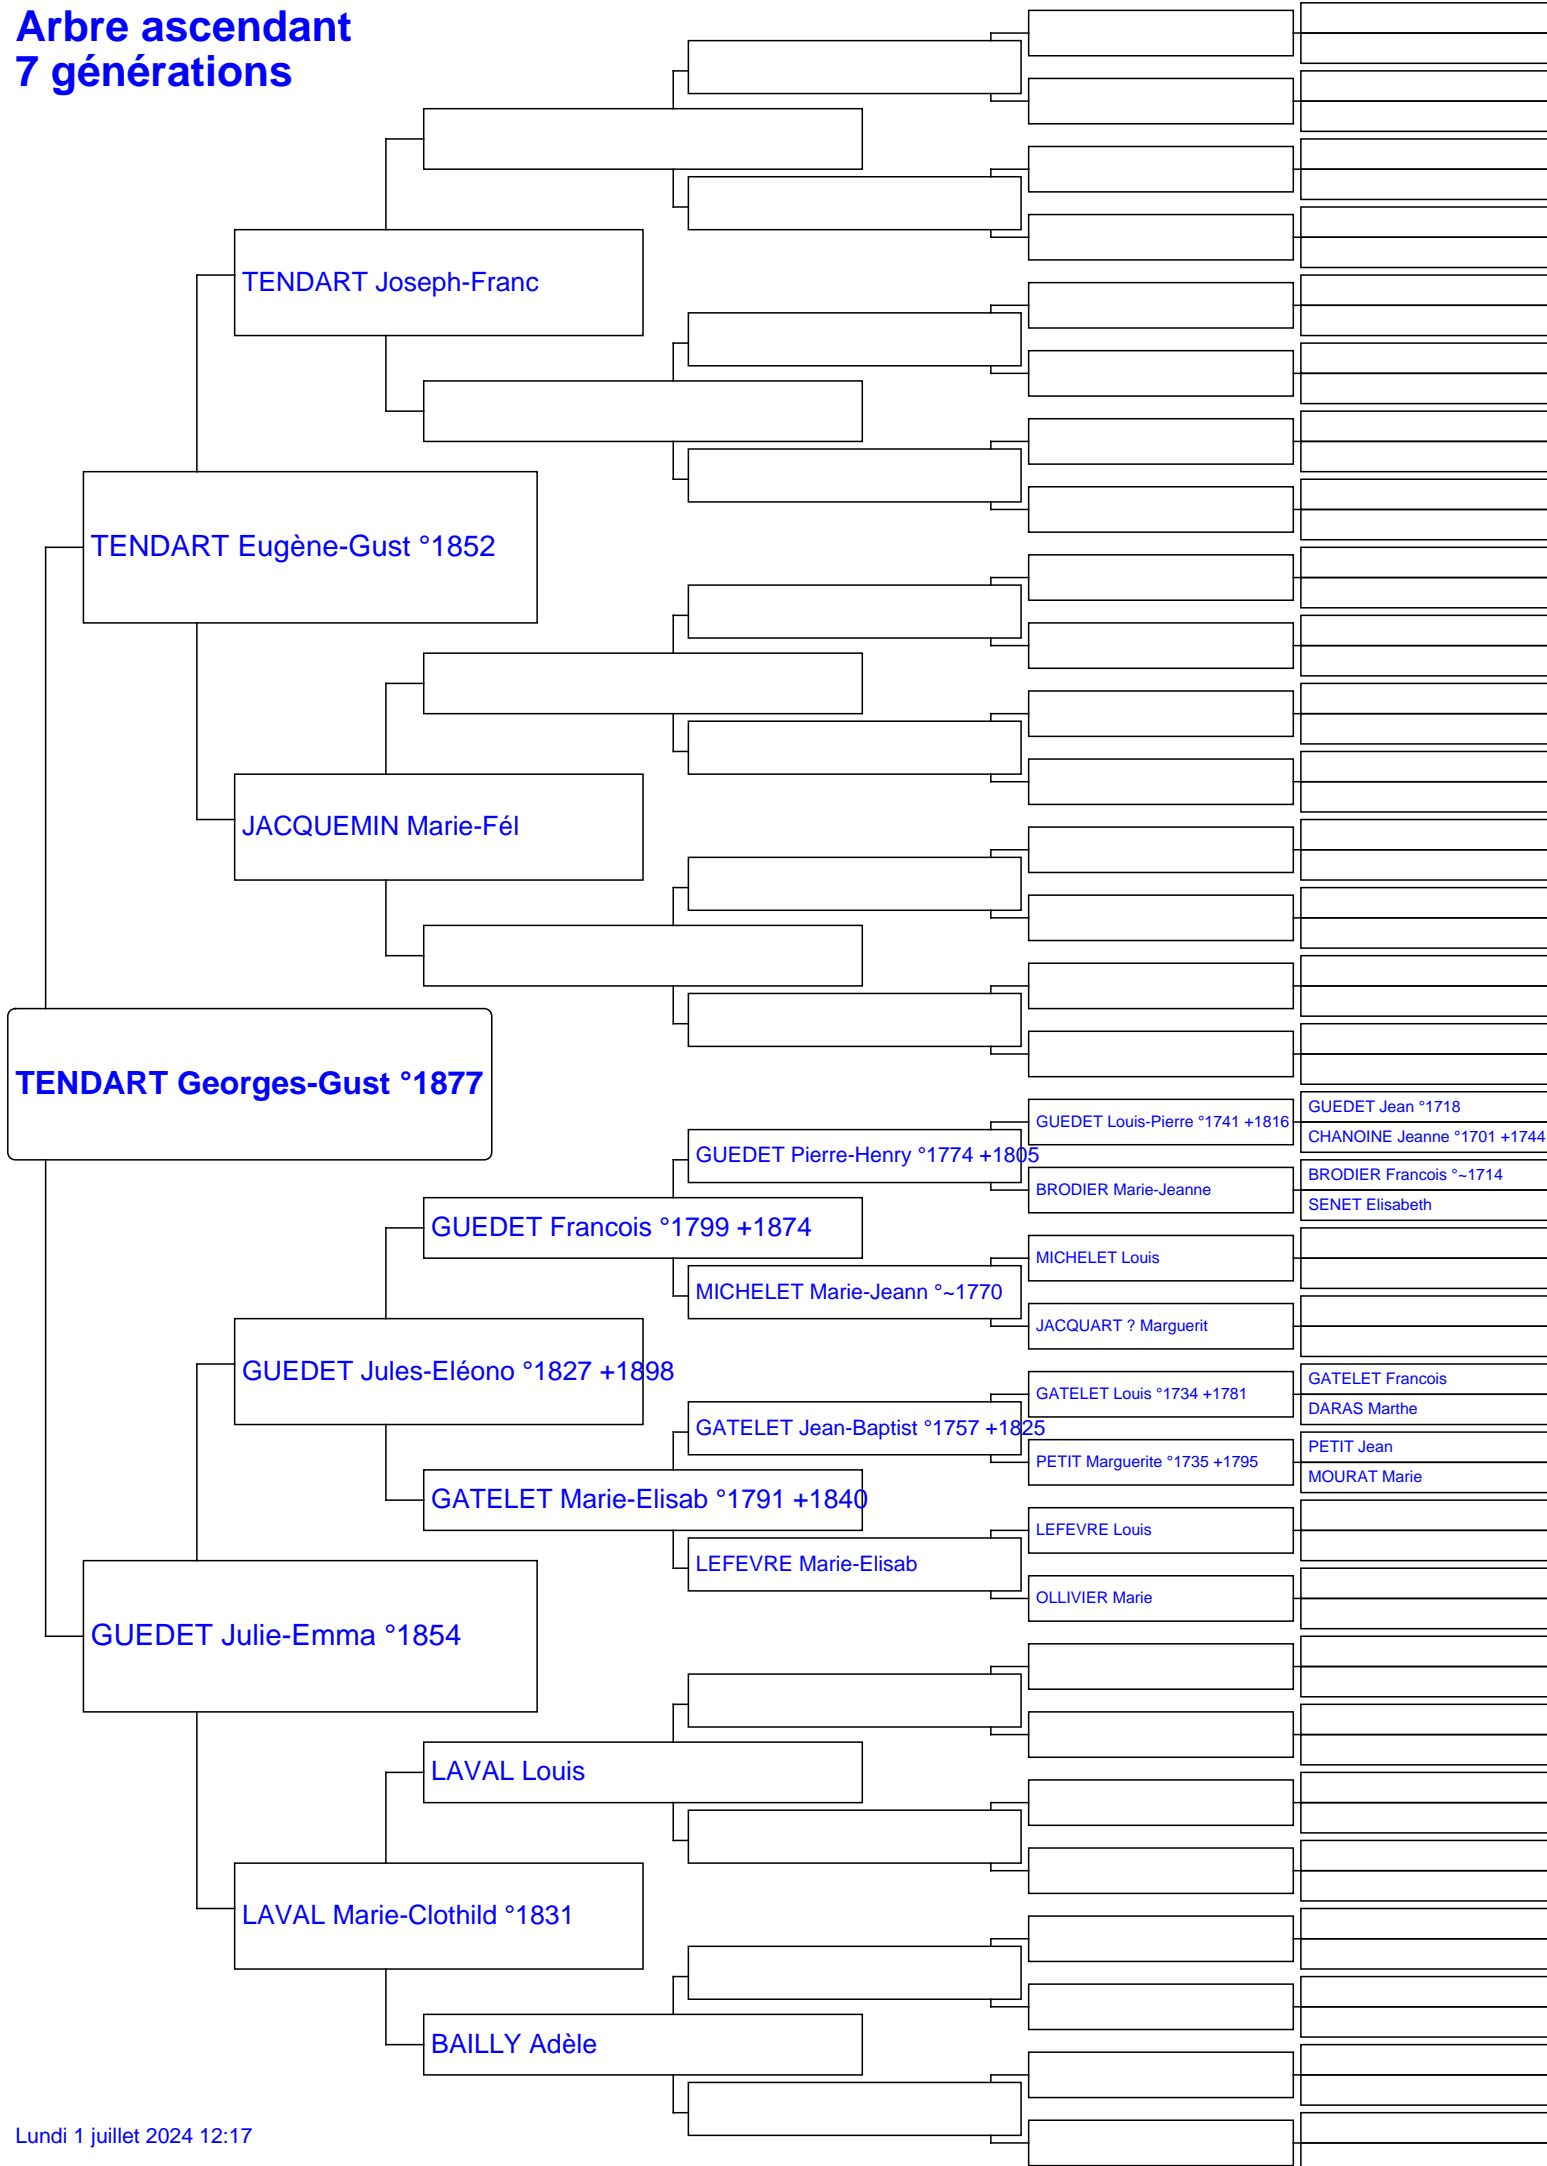 Arbre ascendant
7 générations
TENDART Joseph-Franc
TENDART Eugène-Gust °1852
JACQUEMIN Marie-Fél
TENDART Georges-Gust °1877
GUEDET Jean °1718
GUEDET Louis-Pierre °1741 +1816
CHANOINE Jeanne °1701 +1744
GUEDET Pierre-Henry °1774 +1805
BRODIER Francois °~1714
BRODIER Marie-Jeanne
SENET Elisabeth
GUEDET Francois °1799 +1874
MICHELET Louis
MICHELET Marie-Jeann °~1770
JACQUART ? Marguerit
GUEDET Jules-Eléono °1827 +1898
GATELET Francois
GATELET Louis °1734 +1781
DARAS Marthe
GATELET Jean-Baptist °1757 +1825
PETIT Jean
PETIT Marguerite °1735 +1795
MOURAT Marie
GATELET Marie-Elisab °1791 +1840
LEFEVRE Louis
LEFEVRE Marie-Elisab
OLLIVIER Marie
GUEDET Julie-Emma °1854
LAVAL Louis
LAVAL Marie-Clothild °1831
BAILLY Adèle
Lundi 1 juillet 2024 12:17